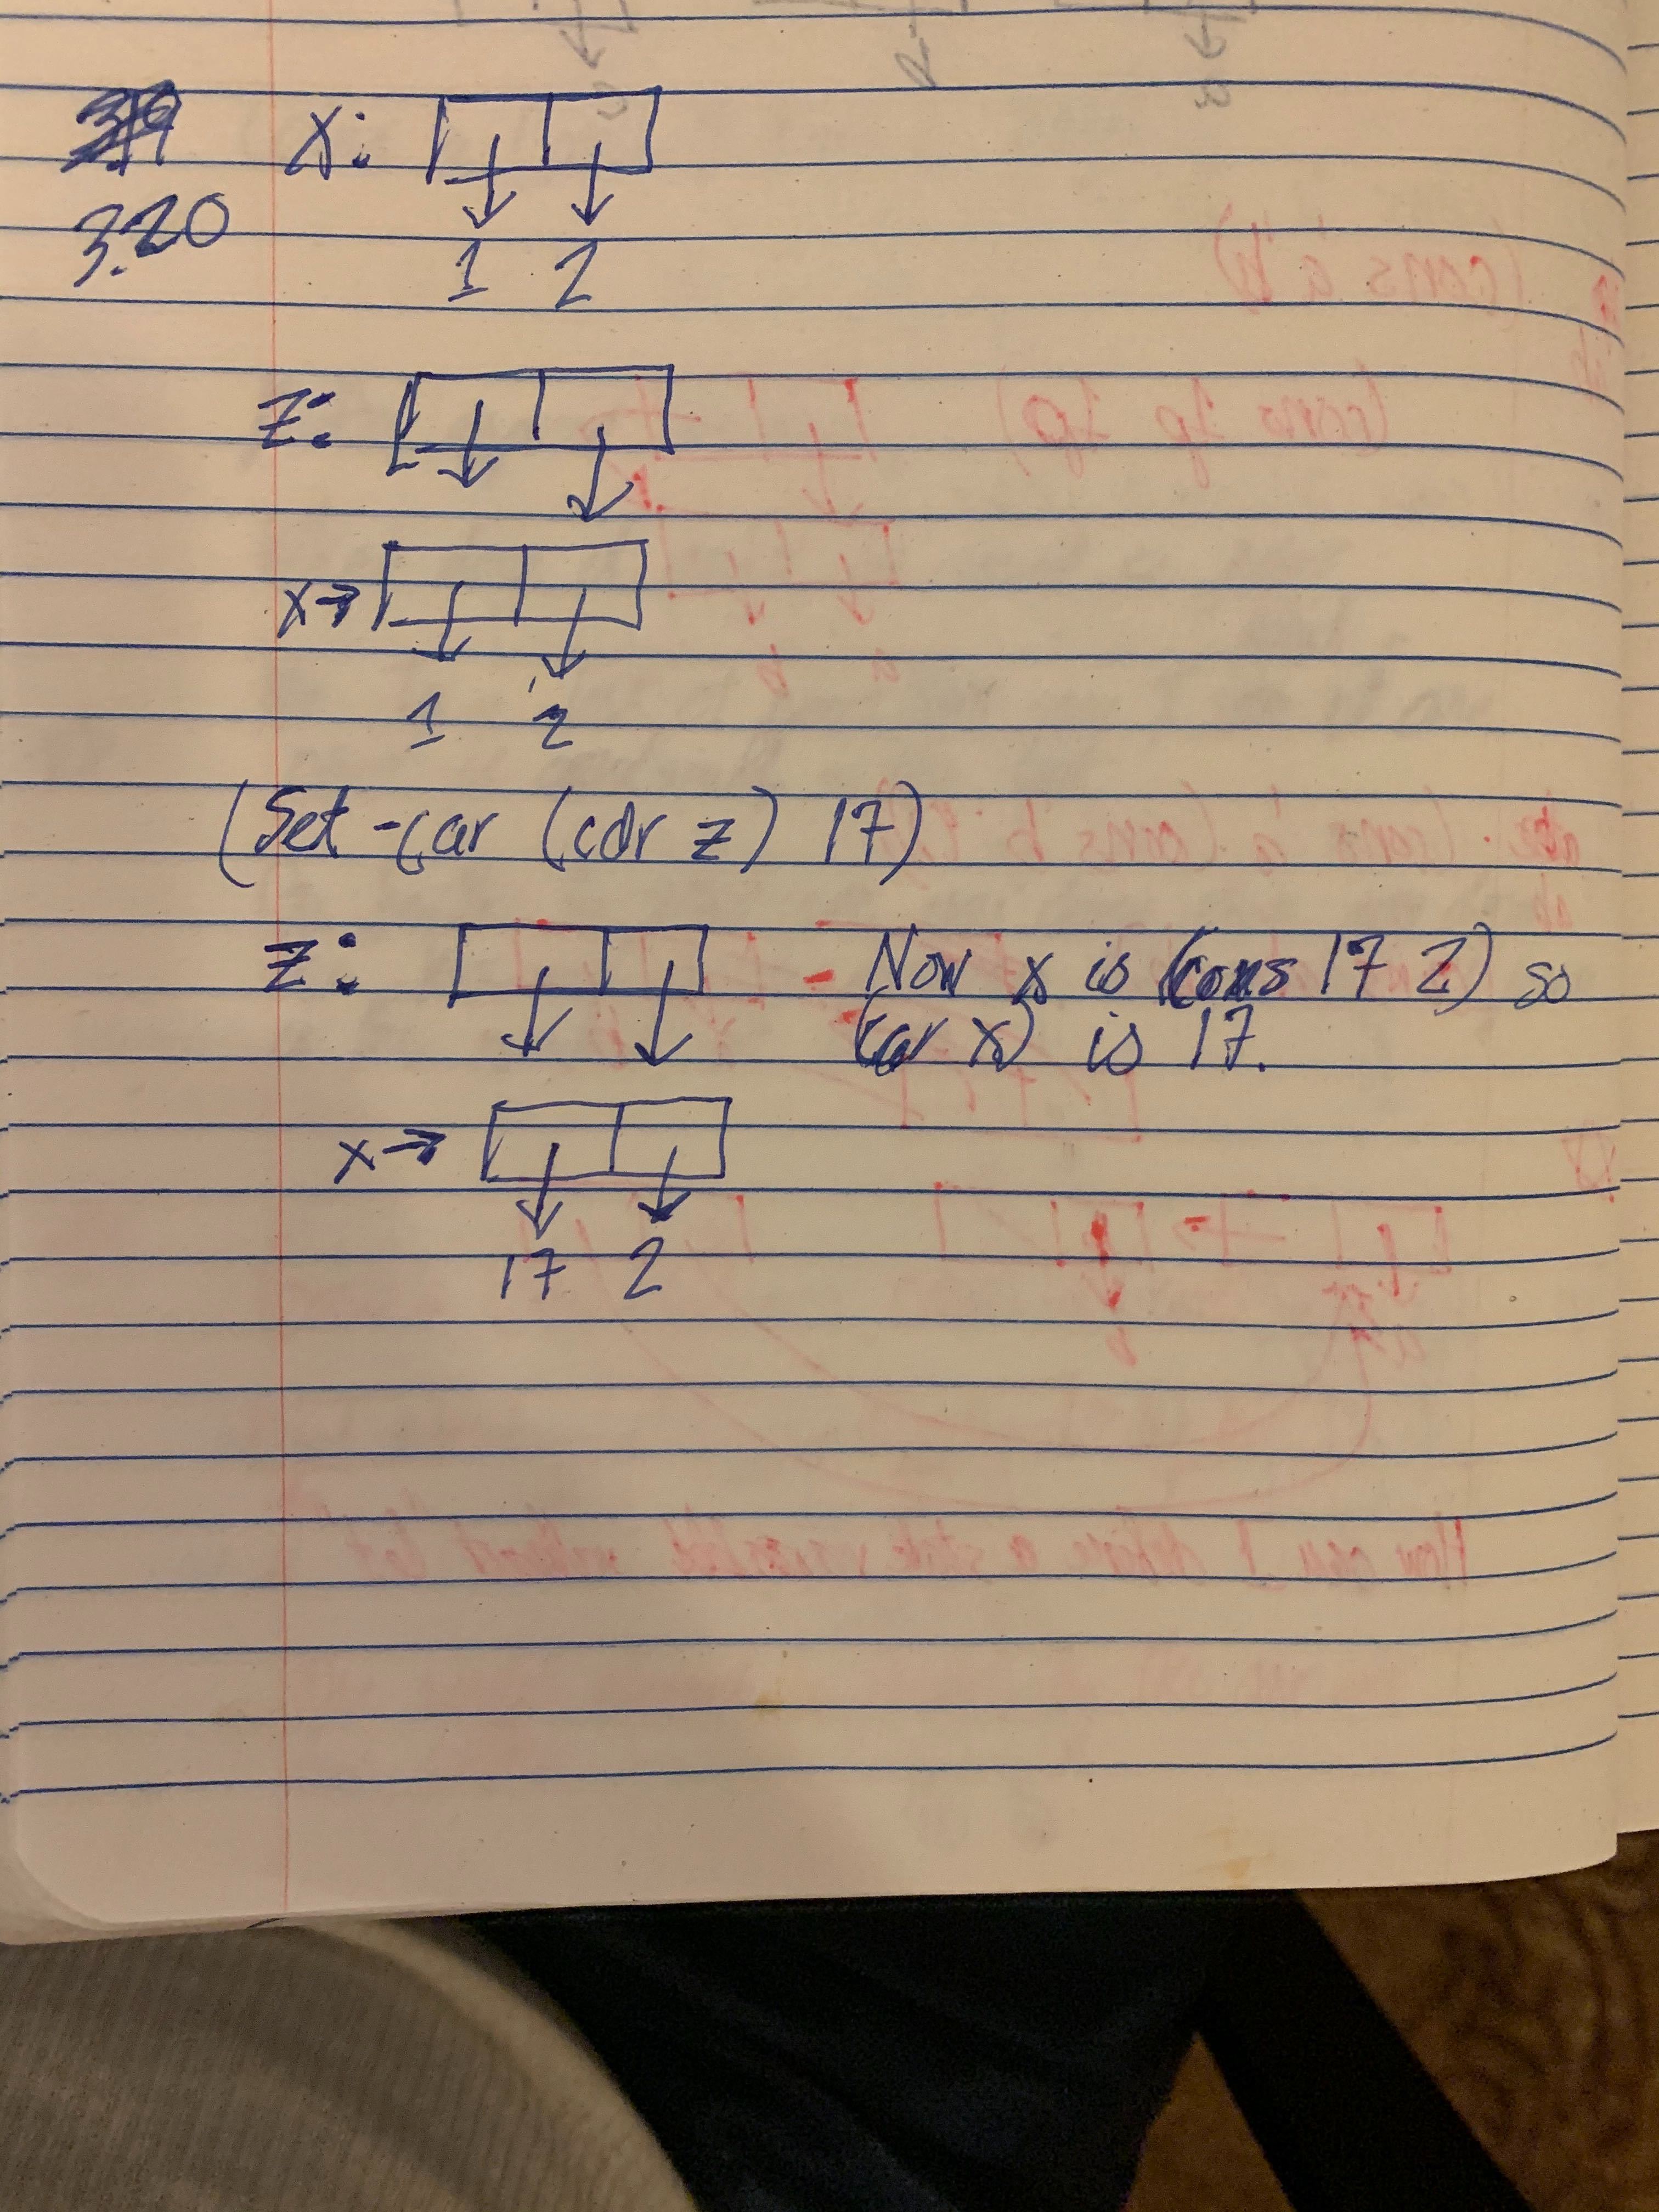 3.20
X:
1 2
Z:
x→
1 2
(Set-car (cdr z) 17)
Z:
Now x is (cons 17 2) so
(car x) is 17.
x→
17 2